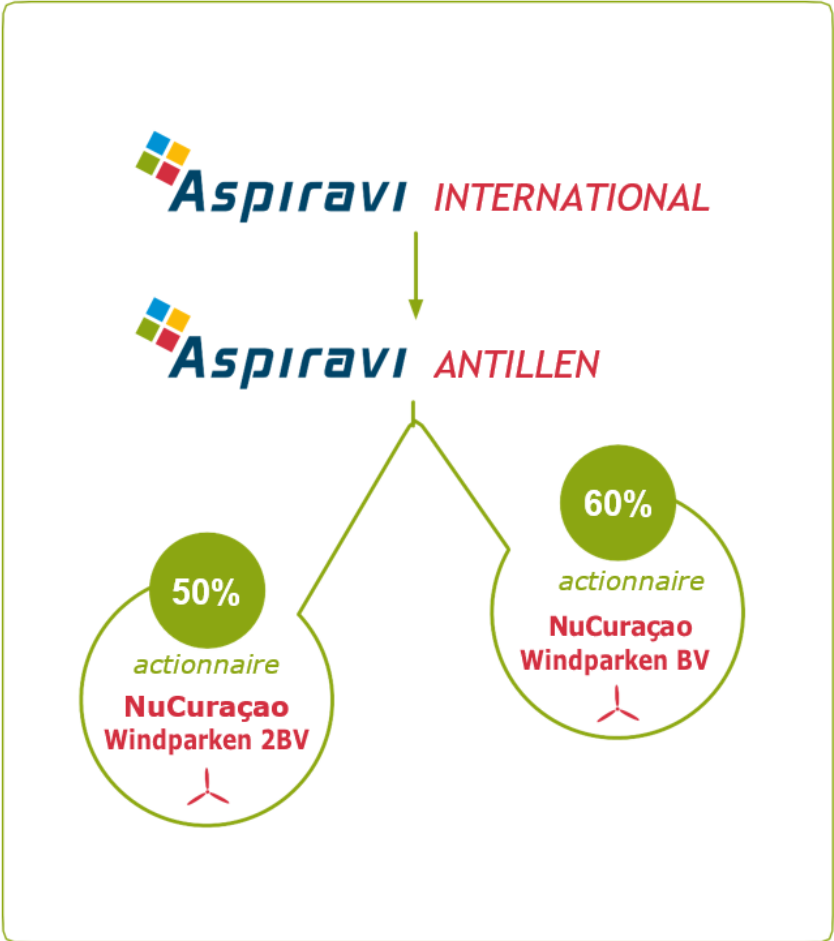 Aspiravi INTERNATIONAL
Aspiravi ANTILLEN
50%
actionnaire
NuCuraçao
Windparken 2BV
60%
actionnaire
NuCuraçao
Windparken BV